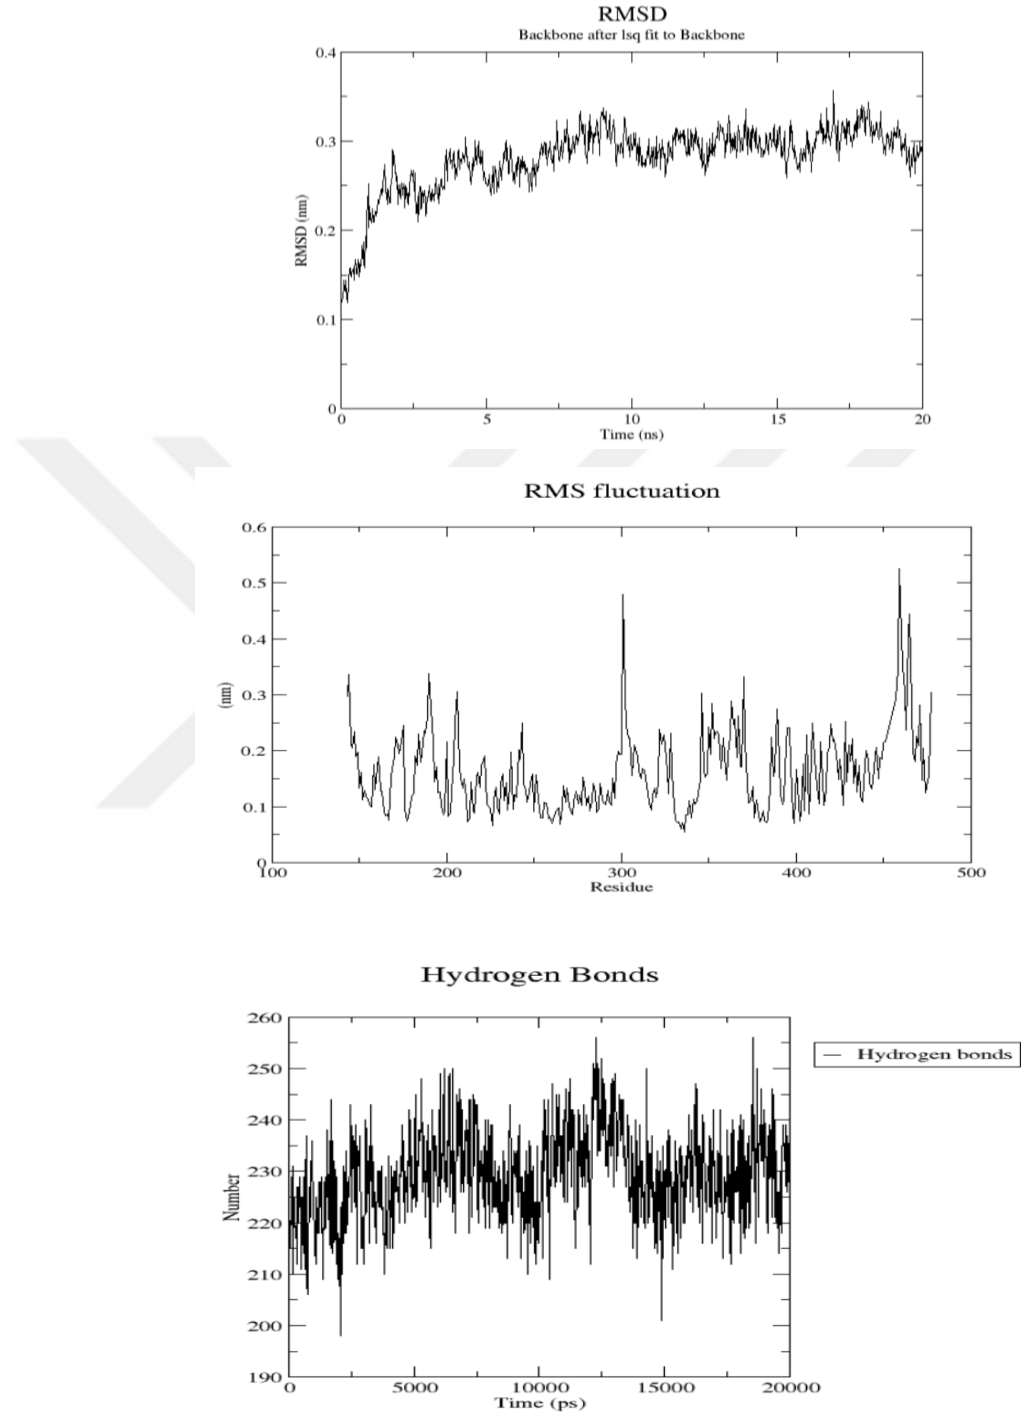 RMSD
Backbone after lsq fit to Backbone
0.4
0.3
0.2
0.1
0
RMSD (nm)
0 5 10 15 20
Time (ns)
RMS fluctuation
0.6
0.5
0.4
0.3
0.2
0.1
0
(nm)
100 200 300 400 500
Residue
Hydrogen Bonds
260
250
240
230
220
210
200
190
Number
0 5000 10000 15000 20000
Time (ps)
Hydrogen bonds